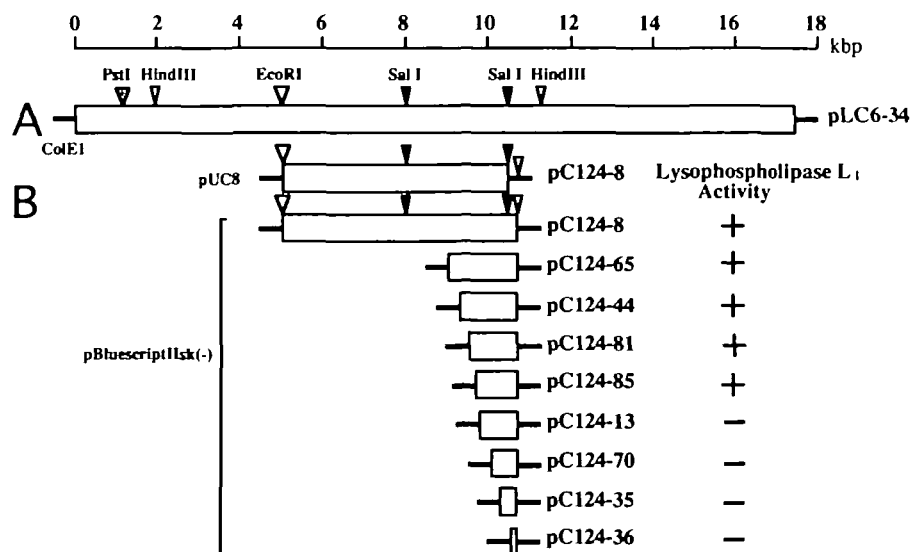 0 2 4 6 8 10 12 14 16 18
kbp
PstI HindIII EcoRI Sal I Sal I HindIII
A pLC6-34
ColE1
pUC8 pC124-8 Lysophospholipase L1
Activity
B pC124-8 +
pC124-65 +
pC124-44 +
pBluescriptIIsk(-) pC124-81 +
pC124-85 +
pC124-13 −
pC124-70 −
pC124-35 −
pC124-36 −